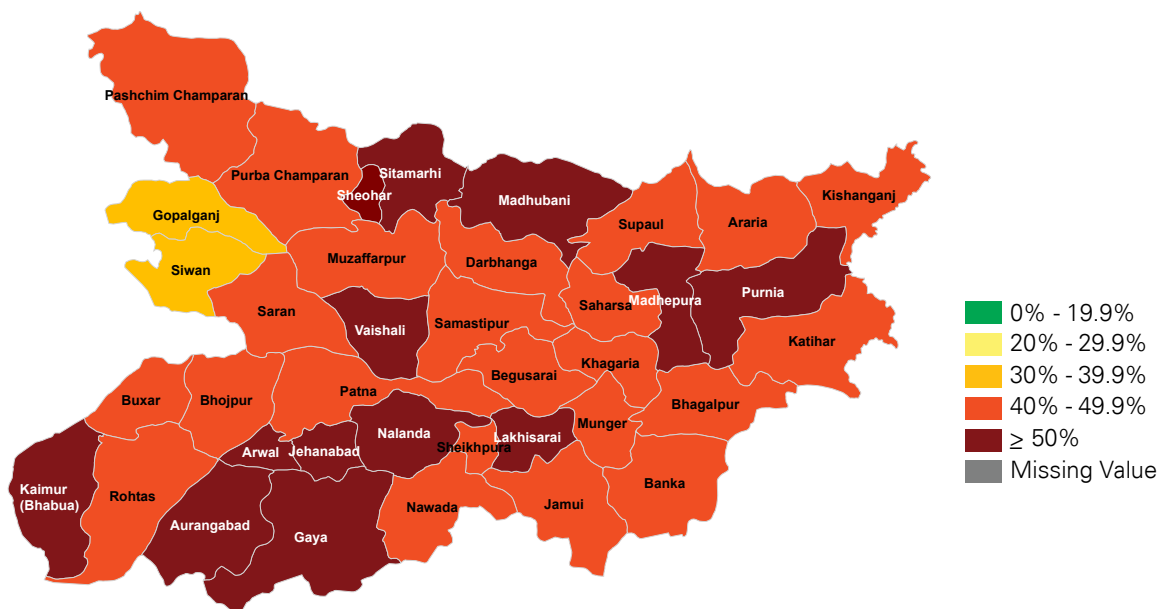 Pashchim Champaran
Purba Champaran
Sheohar
Sitamarhi
Madhubani
Gopalganj
Siwan
Muzaffarpur
Darbhanga
Supaul
Araria
Kishanganj
Saran
Vaishali
Samastipur
Saharsa
Madhepura
Purnia
Katihar
Khagaria
Begusarai
Buxar
Bhojpur
Patna
Munger
Bhagalpur
Nalanda
Lakhisarai
Sheikhpura
Arwal
Jehanabad
Kaimur
(Bhabua)
Rohtas
Aurangabad
Gaya
Nawada
Jamui
Banka
0% - 19.9%
20% - 29.9%
30% - 39.9%
40% - 49.9%
≥ 50%
Missing Value